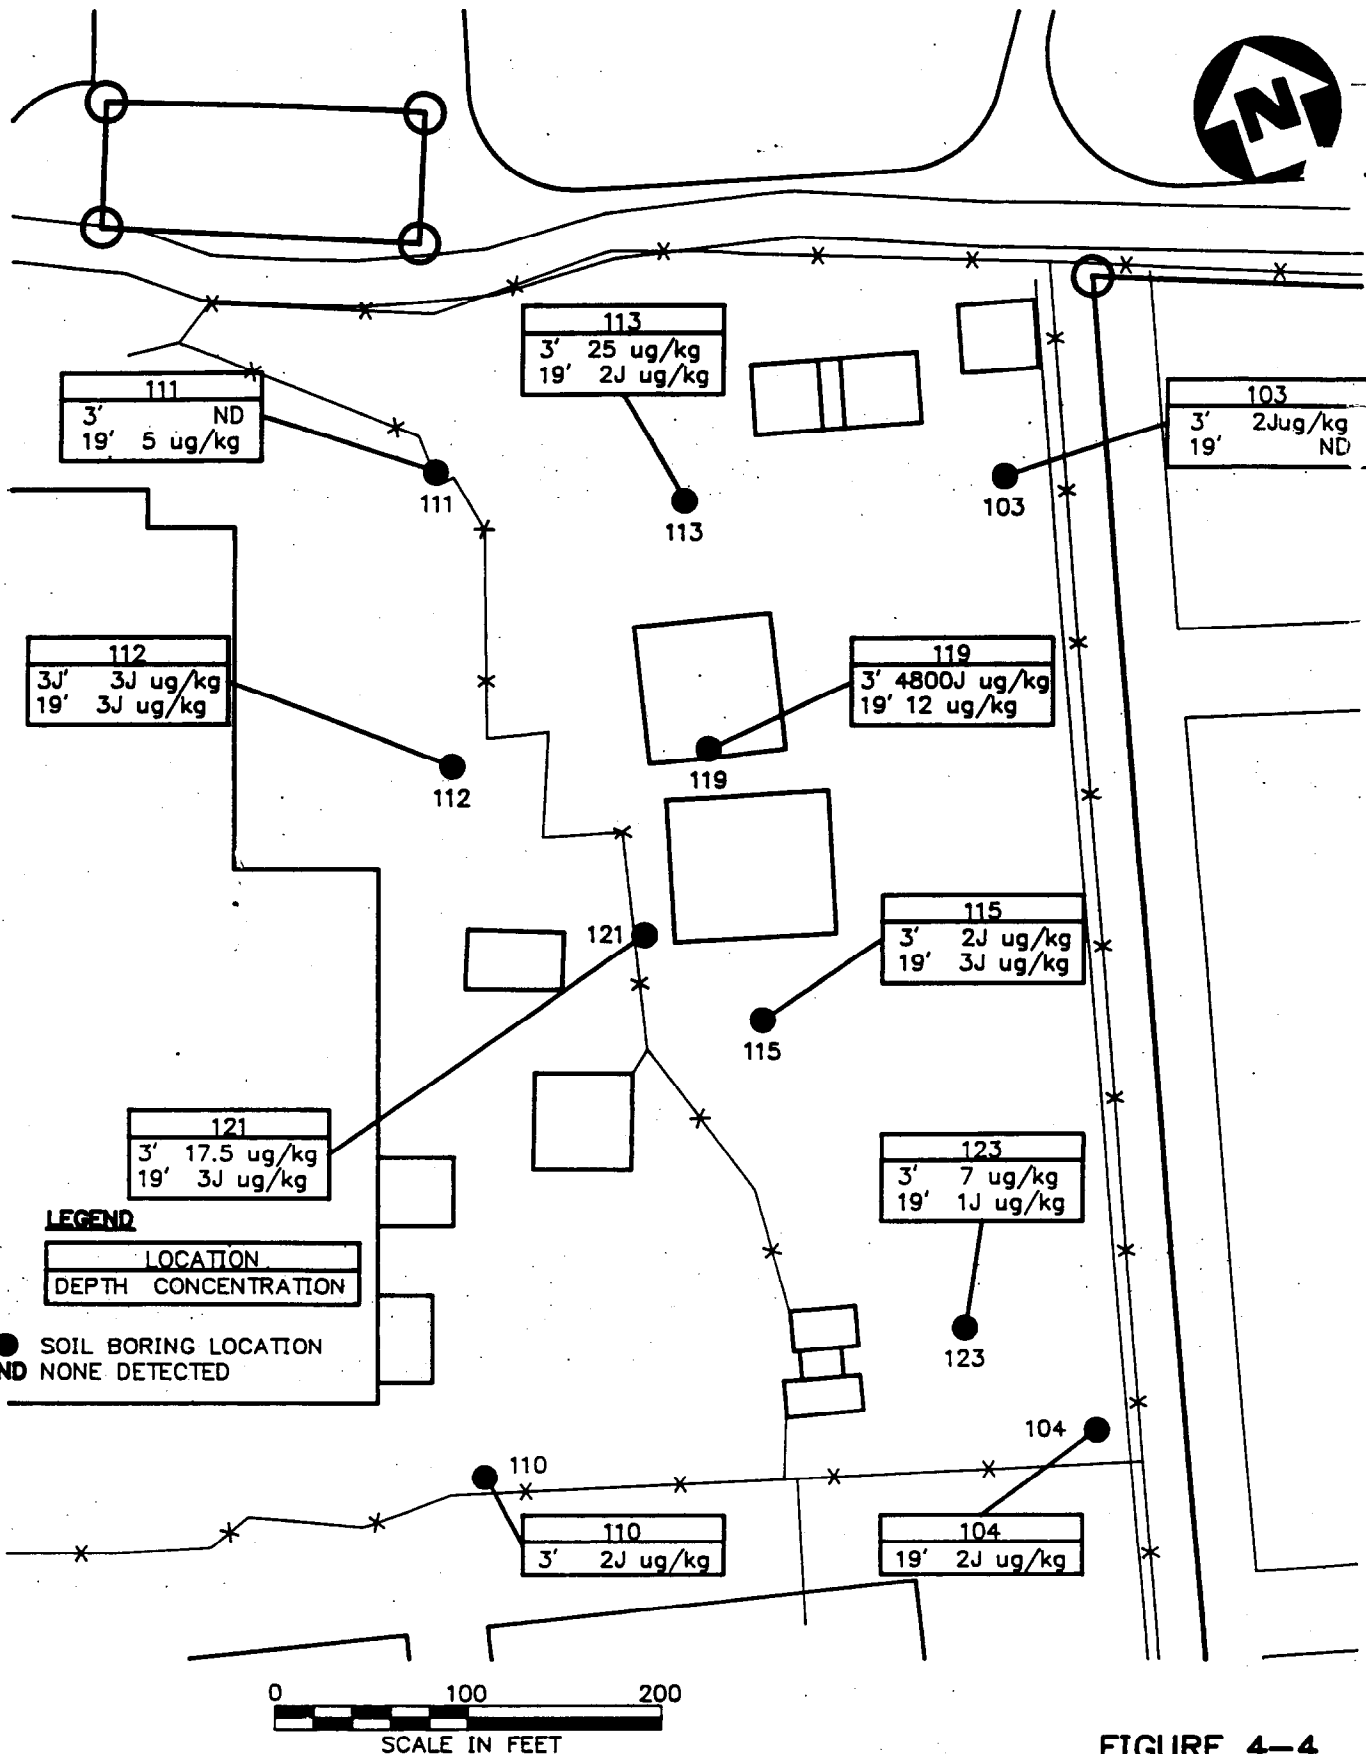 N
113
3' 25 ug/kg
19' 2J ug/kg
111
3' ND
19' 5 ug/kg
103
3' 2Jug/kg
19' ND
111
113
103
112
3J' 3J ug/kg
19' 3J ug/kg
119
3' 4800J ug/kg
19' 12 ug/kg
112
119
115
3' 2J ug/kg
19' 3J ug/kg
121
115
121
3' 17.5 ug/kg
19' 3J ug/kg
123
3' 7 ug/kg
19' 1J ug/kg
LEGEND
LOCATION
DEPTH CONCENTRATION
SOIL BORING LOCATION
ND NONE DETECTED
123
104
110
110
3' 2J ug/kg
104
19' 2J ug/kg
0 100 200
SCALE IN FEET
FIGURE 4-4